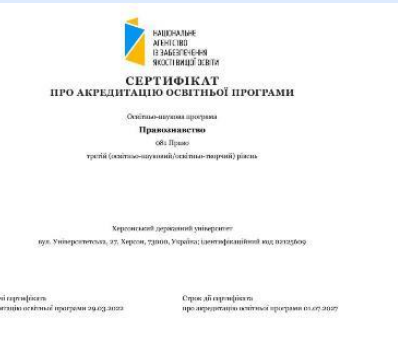 НАЦІОНАЛЬНЕ
АГЕНТСТВО
ІЗ ЗАБЕЗПЕЧЕННЯ
ЯКОСТІ ВИЩОЇ ОСВІТИ
СЕРТИФІКАТ
ПРО АКРЕДИТАЦІЮ ОСВІТНЬОЇ ПРОГРАМИ
Освітньо-наукова програма
Правознавство
081 Право
третій (освітньо-науковий/освітньо-творчий) рівень
Херсонський державний університет
вул. Університетська, 27, Херсон, 73000, Україна; ідентифікаційний код 02125609
чі сертифіката
итацію освітньої програми 29.03.2022
Строк дії сертифіката
про акредитацію освітньої програми 01.07.2027